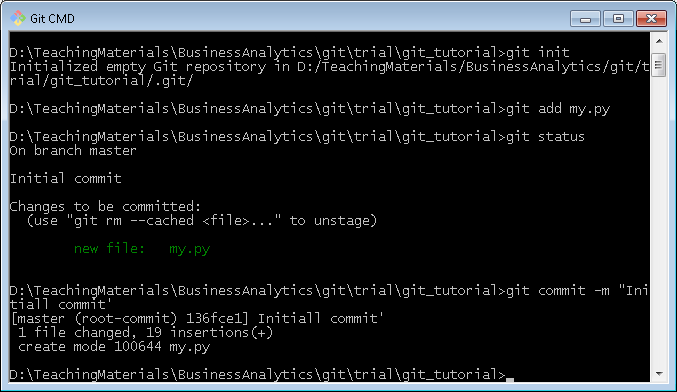 Git CMD
D:\TeachingMaterials\BusinessAnalytics\git\trial\git_tutorial>git init
Initialized empty Git repository in D:/TeachingMaterials/BusinessAnalytics/git/t
rial/git_tutorial/.git/
D:\TeachingMaterials\BusinessAnalytics\git\trial\git_tutorial>git add my.py
D:\TeachingMaterials\BusinessAnalytics\git\trial\git_tutorial>git status
On branch master
Initial commit
Changes to be committed:
  (use "git rm --cached <file>..." to unstage)
        new file:   my.py
D:\TeachingMaterials\BusinessAnalytics\git\trial\git_tutorial>git commit -m "Ini
tiall commit'
[master (root-commit) 136fce1] Initiall commit'
 1 file changed, 19 insertions(+)
 create mode 100644 my.py
D:\TeachingMaterials\BusinessAnalytics\git\trial\git_tutorial>